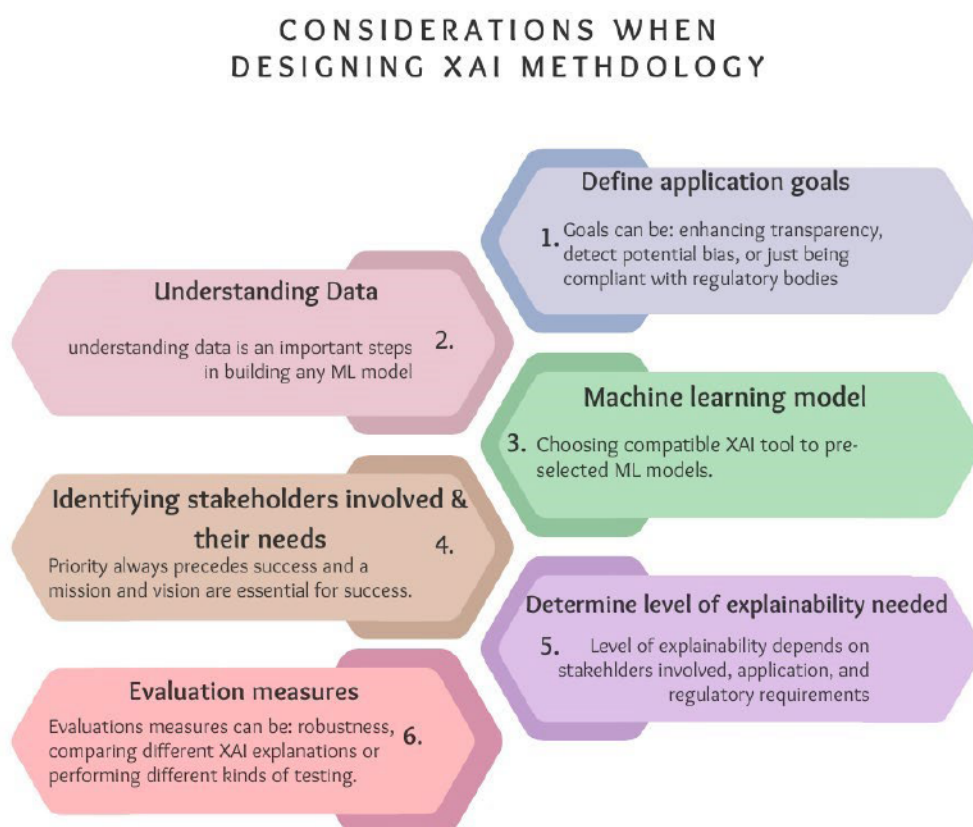 CONSIDERATIONS WHEN
DESIGNING XAI METHDOLOGY
Define application goals
1. Goals can be: enhancing transparency,
detect potential bias, or just being
compliant with regulatory bodies
Understanding Data
2.
understanding data is an important steps
in building any ML model
Machine learning model
3. Choosing compatible XAI tool to pre-
selected ML models.
Identifying stakeholders involved &
their needs
4.
Priority always precedes success and a
mission and vision are essential for success.
Determine level of explainability needed
5. Level of explainability depends on
stakehlders involved, application, and
regulatory requirements
Evaluation measures
Evaluations measures can be: robustness, 6.
comparing different XAI explanations or
performing different kinds of testing.